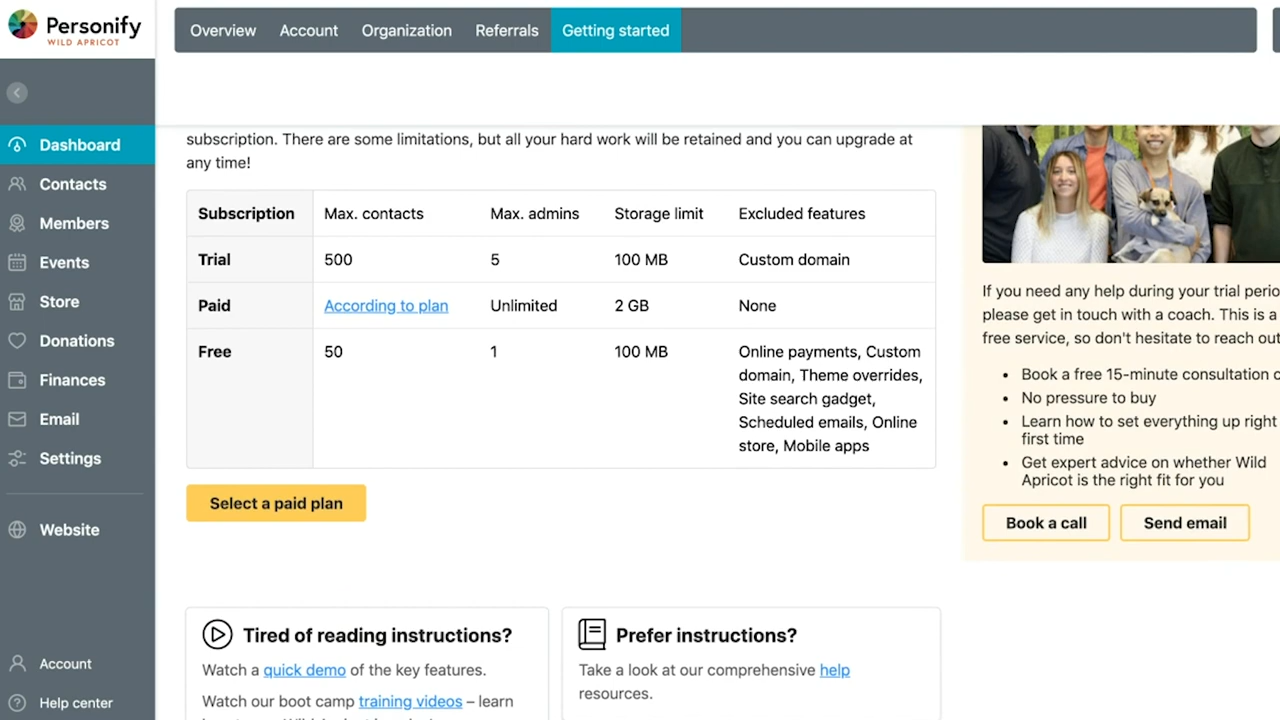 Personify
WILD APRICOT
Overview
Account
Organization
Referrals
Getting started
Dashboard
Contacts
Members
Events
Store
Donations
Finances
Email
Settings
Website
Account
Help center
subscription. There are some limitations, but all your hard work will be retained and you can upgrade at
any time!
Subscription Max. contacts Max. admins Storage limit Excluded features
Trial 500 5 100 MB Custom domain
Paid According to plan Unlimited 2 GB None
Free 50 1 100 MB Online payments, Custom
domain, Theme overrides,
Site search gadget,
Scheduled emails, Online
store, Mobile apps
Select a paid plan
Tired of reading instructions?
Watch a quick demo of the key features.
Watch our boot camp training videos – learn
Prefer instructions?
Take a look at our comprehensive help
resources.
If you need any help during your trial perio
please get in touch with a coach. This is a
free service, so don't hesitate to reach out
• Book a free 15-minute consultation
• No pressure to buy
• Learn how to set everything up right
first time
• Get expert advice on whether Wild
Apricot is the right fit for you
Book a call
Send email